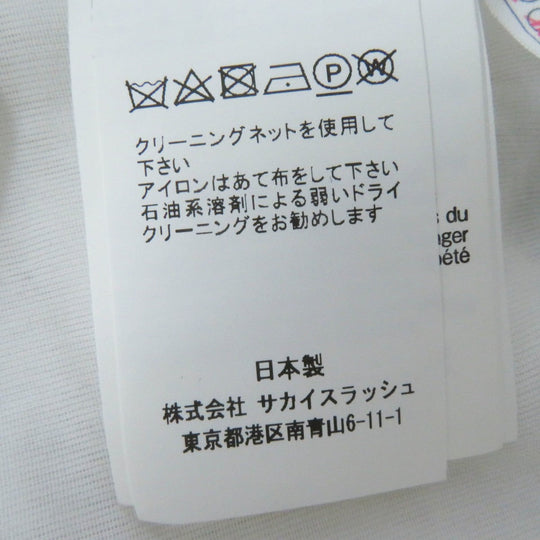 P W
クリーニングネットを使用して
下さい
アイロンはあて布をして下さい
石油系溶剤による弱いドライ
クリーニングをお勧めします
s du
nger
pété
日本製
株式会社 サカイスラッシュ
東京都港区南青山6-11-1